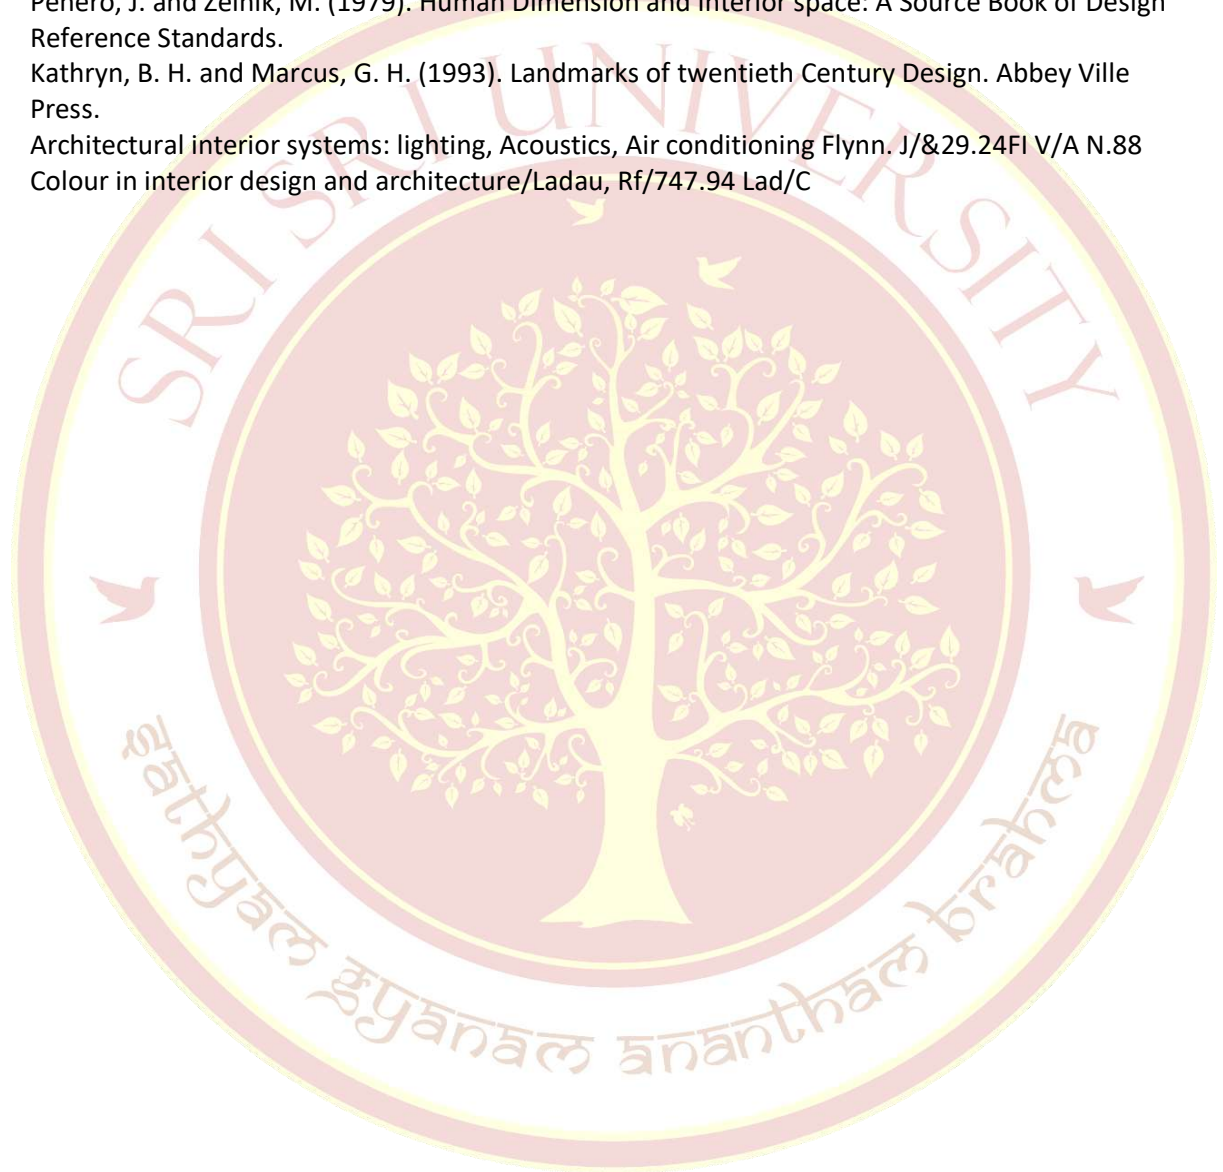 Penero, J. and Zelnik, M. (1979). Human Dimension and Interior space: A Source Book of Design
Reference Standards.
Kathryn, B. H. and Marcus, G. H. (1993). Landmarks of twentieth Century Design. Abbey Ville
Press.
Architectural interior systems: lighting, Acoustics, Air conditioning Flynn. J/&29.24FI V/A N.88
Colour in interior design and architecture/Ladau, Rf/747.94 Lad/C
SRI SRI UNIVERSITY
sathyam gyanam anantham brahma